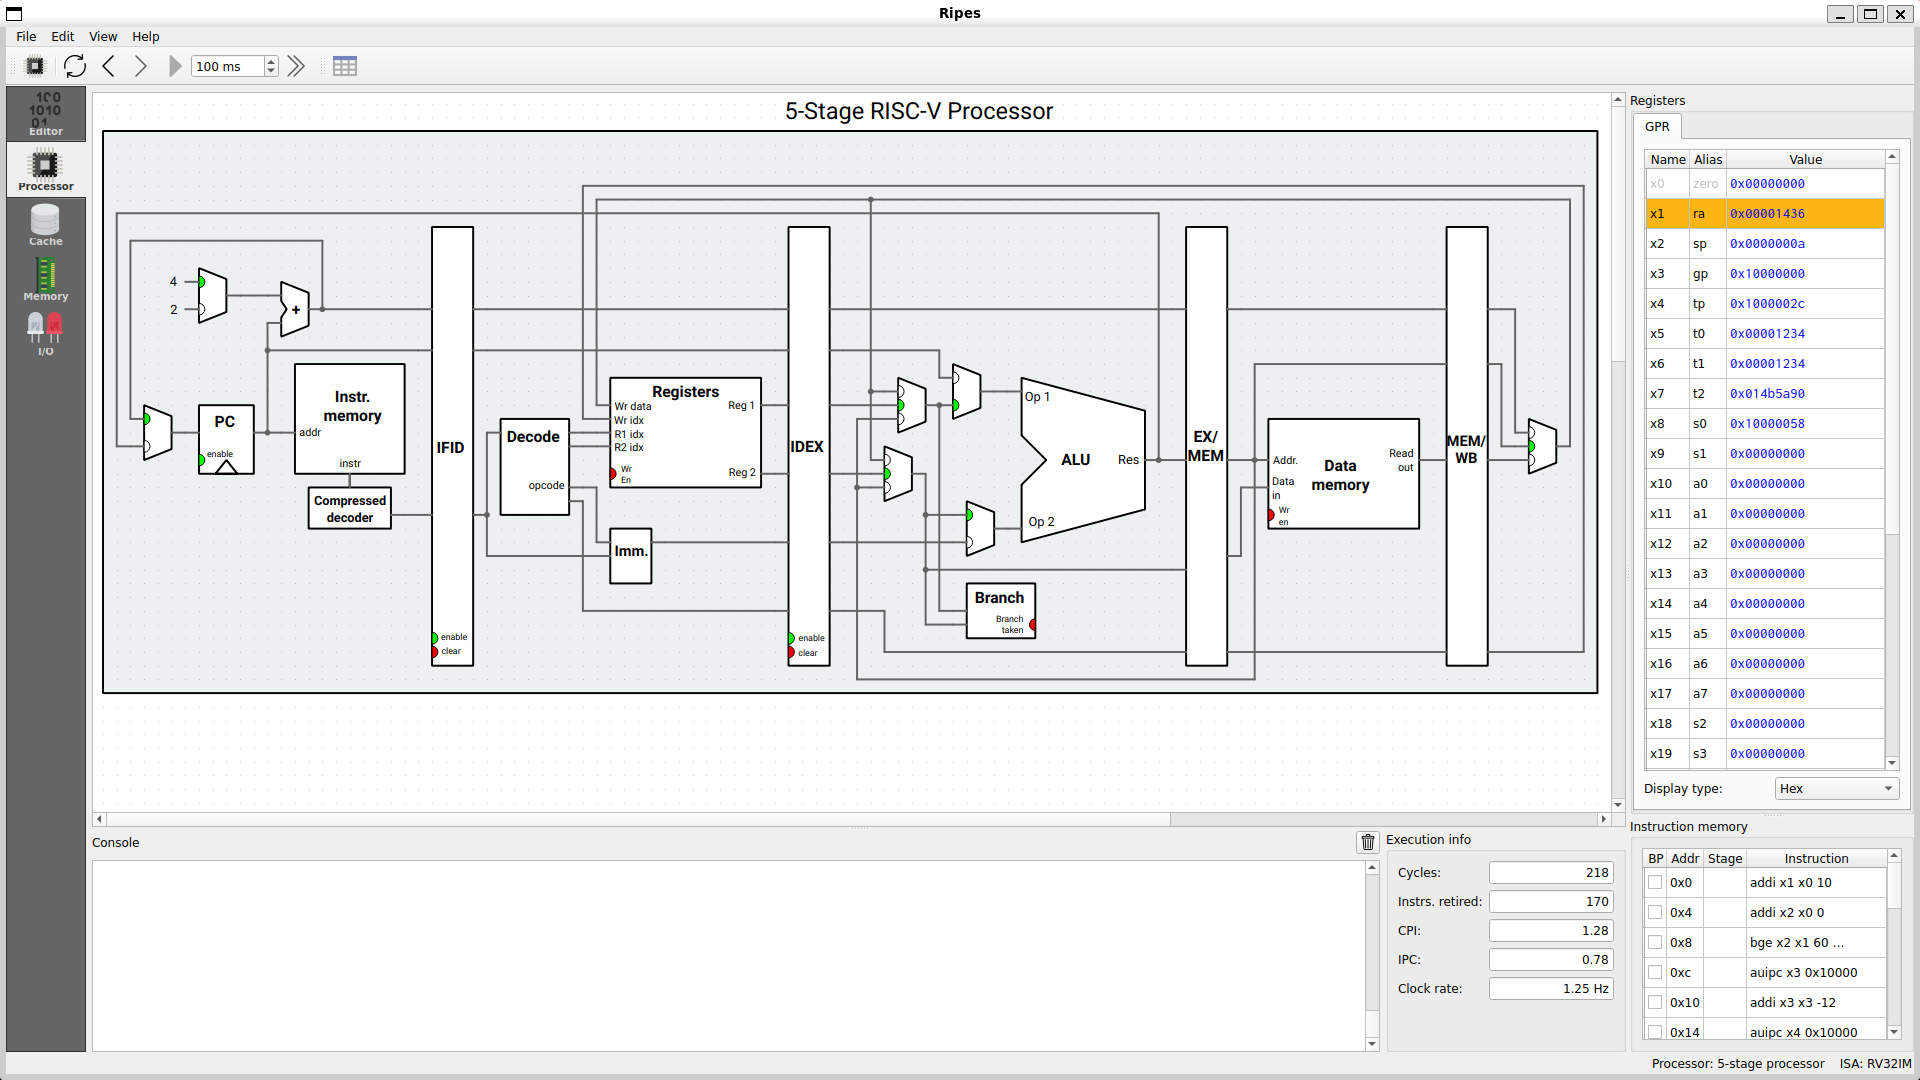 Ripes
File Edit View Help
100 ms
Editor
Processor
Cache
Memory
I/O
5-Stage RISC-V Processor
4
2
+
PC
enable
Instr.
memory
addr
instr
Compressed
decoder
IFID
enable
clear
Decode
opcode
Registers
Wr data
Wr idx
R1 idx
R2 idx
Wr
En
Reg 1
Reg 2
Imm.
IDEX
enable
clear
Op 1
ALU
Res
Op 2
Branch
Branch
taken
EX/
MEM
Addr.
Data
in
Wr
en
Data
memory
Read
out
MEM/
WB
Registers
GPR
Name Alias Value
x0 zero 0x00000000
x1 ra 0x00001436
x2 sp 0x0000000a
x3 gp 0x10000000
x4 tp 0x1000002c
x5 t0 0x00001234
x6 t1 0x00001234
x7 t2 0x014b5a90
x8 s0 0x10000058
x9 s1 0x00000000
x10 a0 0x00000000
x11 a1 0x00000000
x12 a2 0x00000000
x13 a3 0x00000000
x14 a4 0x00000000
x15 a5 0x00000000
x16 a6 0x00000000
x17 a7 0x00000000
x18 s2 0x00000000
x19 s3 0x00000000
Display type: Hex
Console
Execution info
Cycles: 218
Instrs. retired: 170
CPI: 1.28
IPC: 0.78
Clock rate: 1.25 Hz
Instruction memory
BP Addr Stage Instruction
0x0 addi x1 x0 10
0x4 addi x2 x0 0
0x8 bge x2 x1 60 ...
0xc auipc x3 0x10000
0x10 addi x3 x3 -12
0x14 auipc x4 0x10000
Processor: 5-stage processor ISA: RV32IM